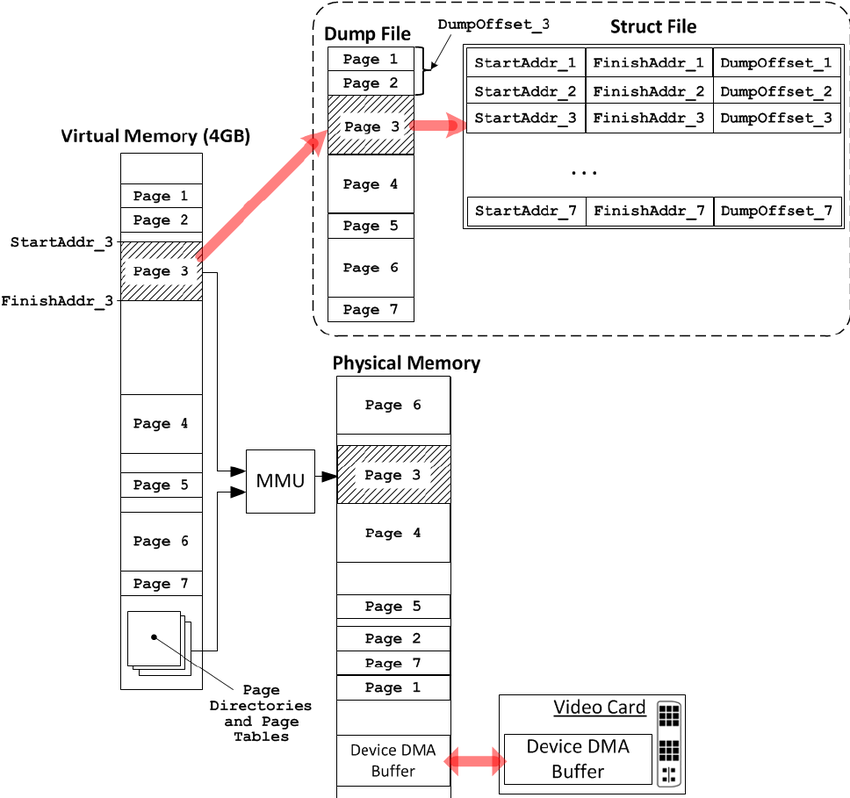 DumpOffset_3
Dump File
Struct File
Page 1
Page 2
Page 3
Page 4
Page 5
Page 6
Page 7
StartAddr_1 FinishAddr_1 DumpOffset_1
StartAddr_2 FinishAddr_2 DumpOffset_2
StartAddr_3 FinishAddr_3 DumpOffset_3
...
StartAddr_7 FinishAddr_7 DumpOffset_7
Virtual Memory (4GB)
Page 1
Page 2
StartAddr_3
Page 3
FinishAddr_3
Page 4
Page 5
Page 6
Page 7
Page
Directories
and Page
Tables
MMU
Physical Memory
Page 6
Page 3
Page 4
Page 5
Page 2
Page 7
Page 1
Device DMA
Buffer
Video Card
Device DMA
Buffer